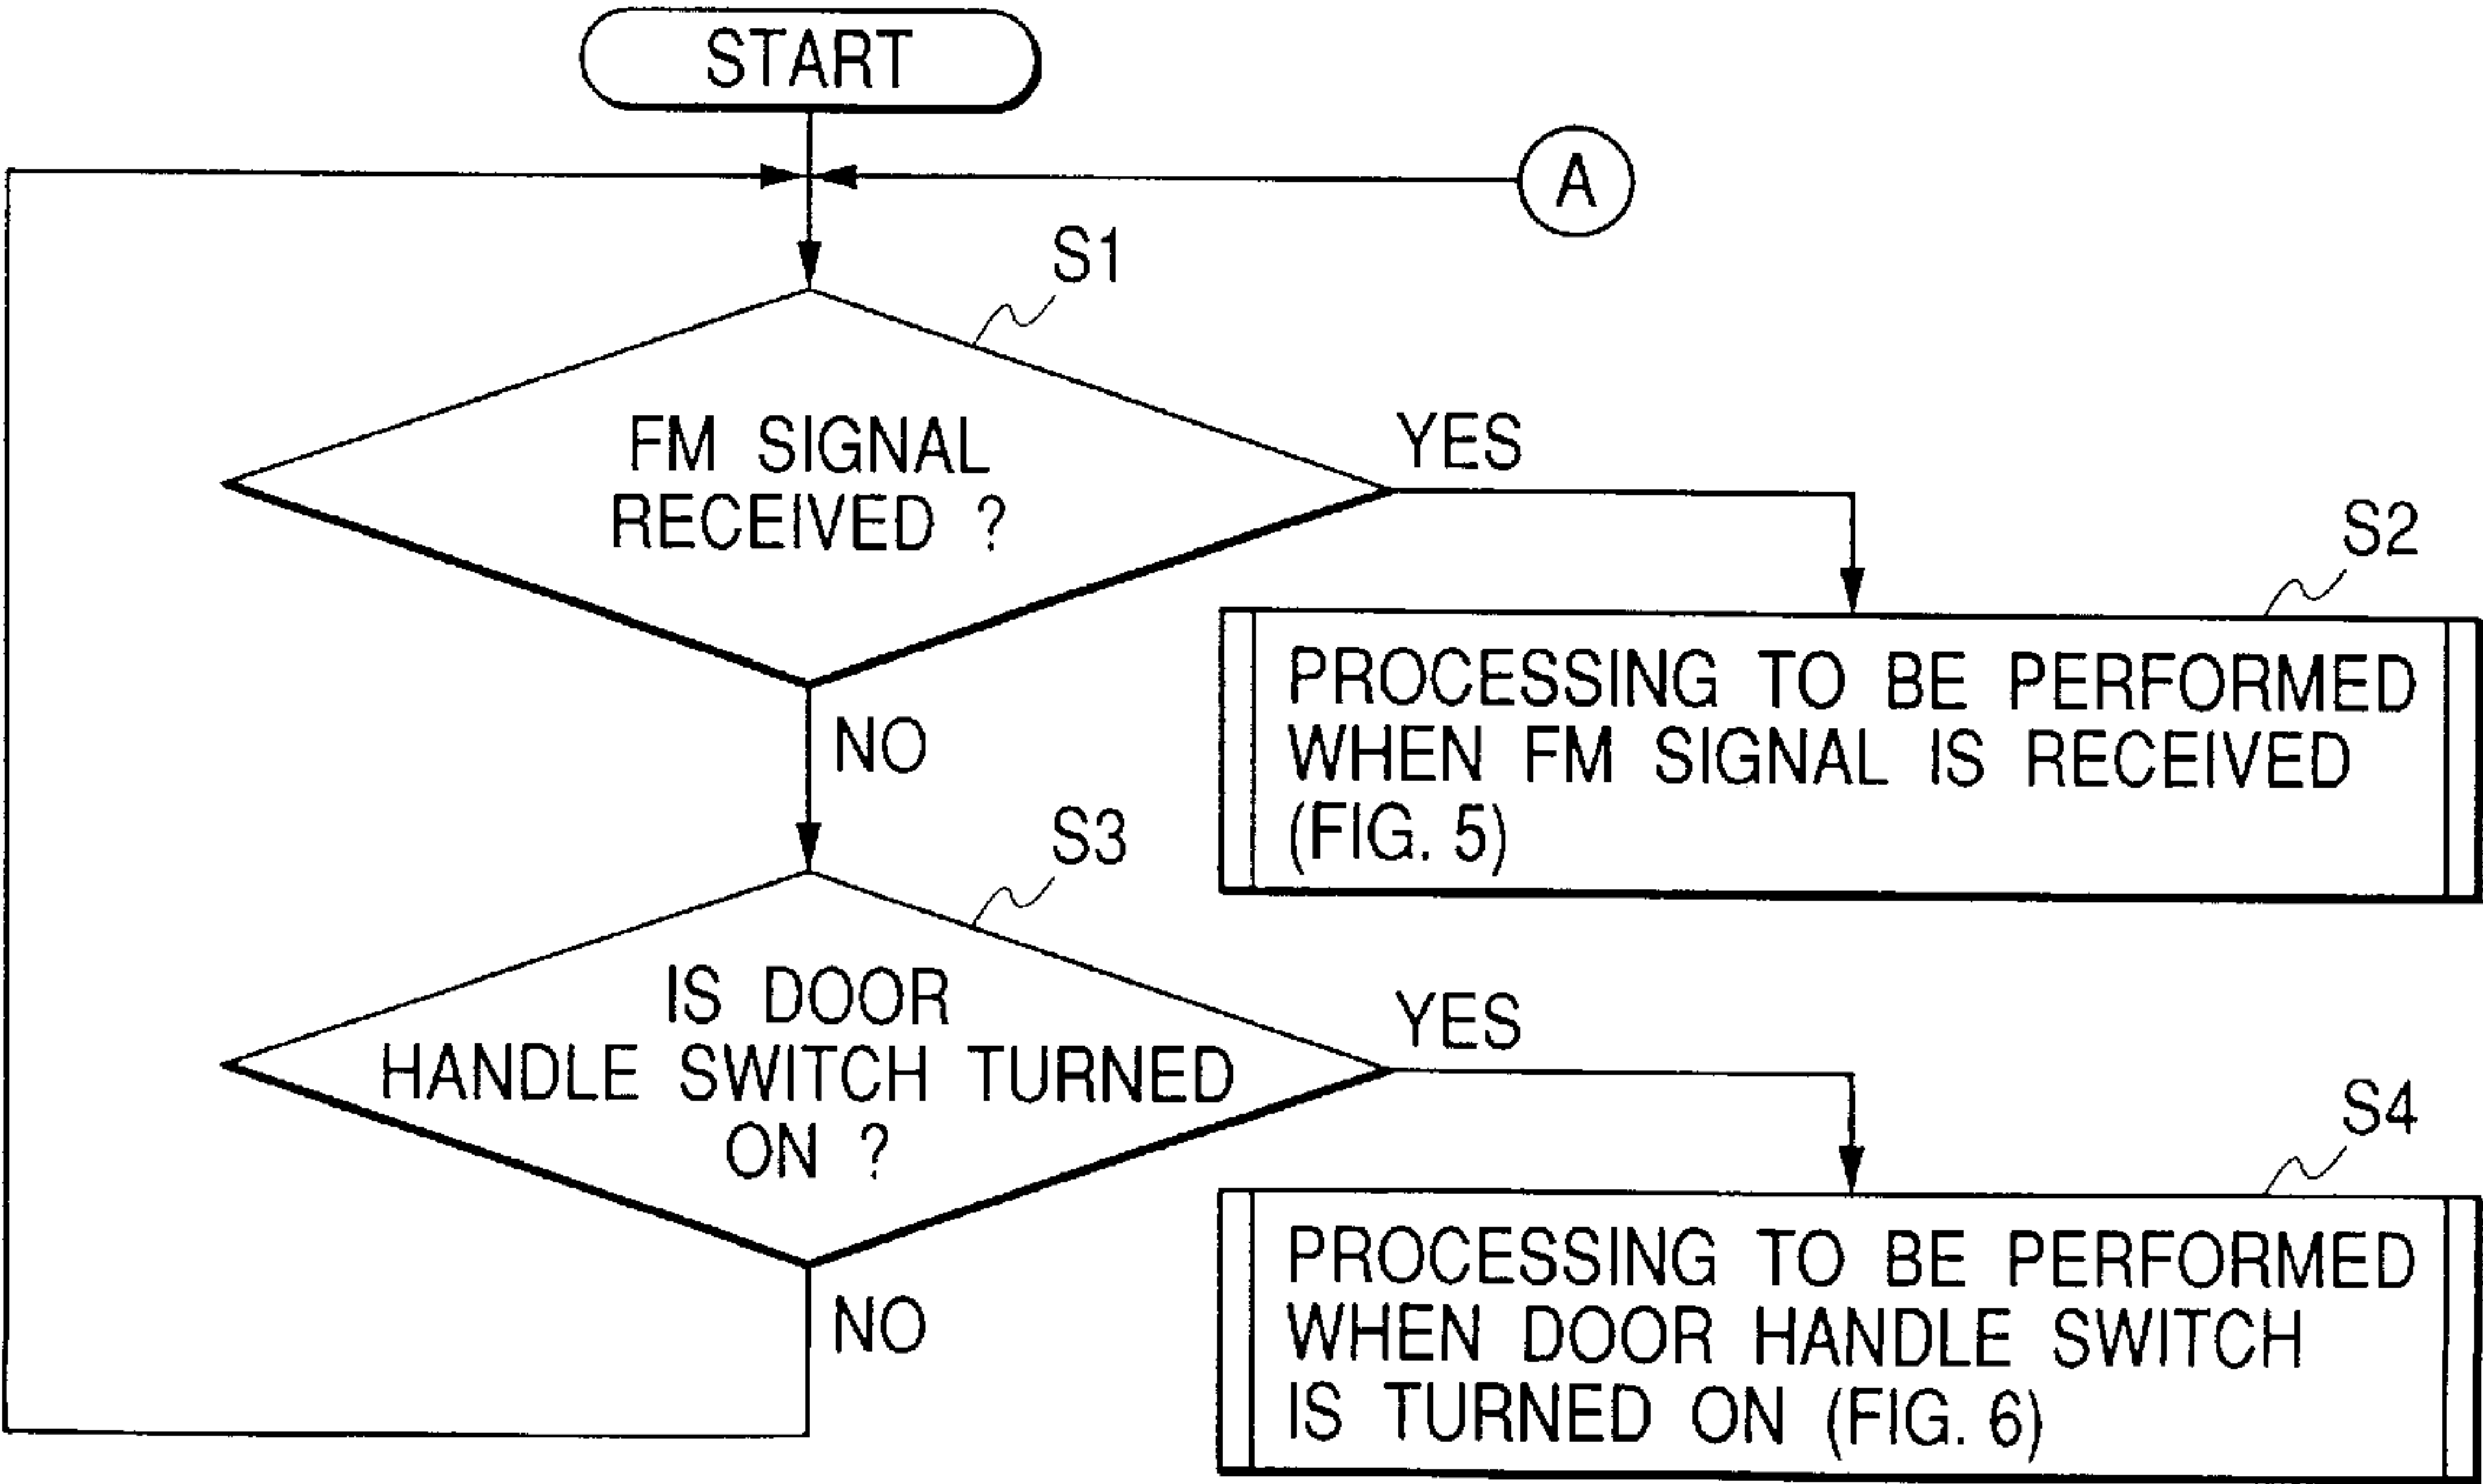 START
A
S1
FM SIGNAL
RECEIVED ?
YES
S2
PROCESSING TO BE PERFORMED
WHEN FM SIGNAL IS RECEIVED
(FIG. 5)
NO
S3
IS DOOR
HANDLE SWITCH TURNED
ON ?
YES
S4
PROCESSING TO BE PERFORMED
WHEN DOOR HANDLE SWITCH
IS TURNED ON (FIG. 6)
NO